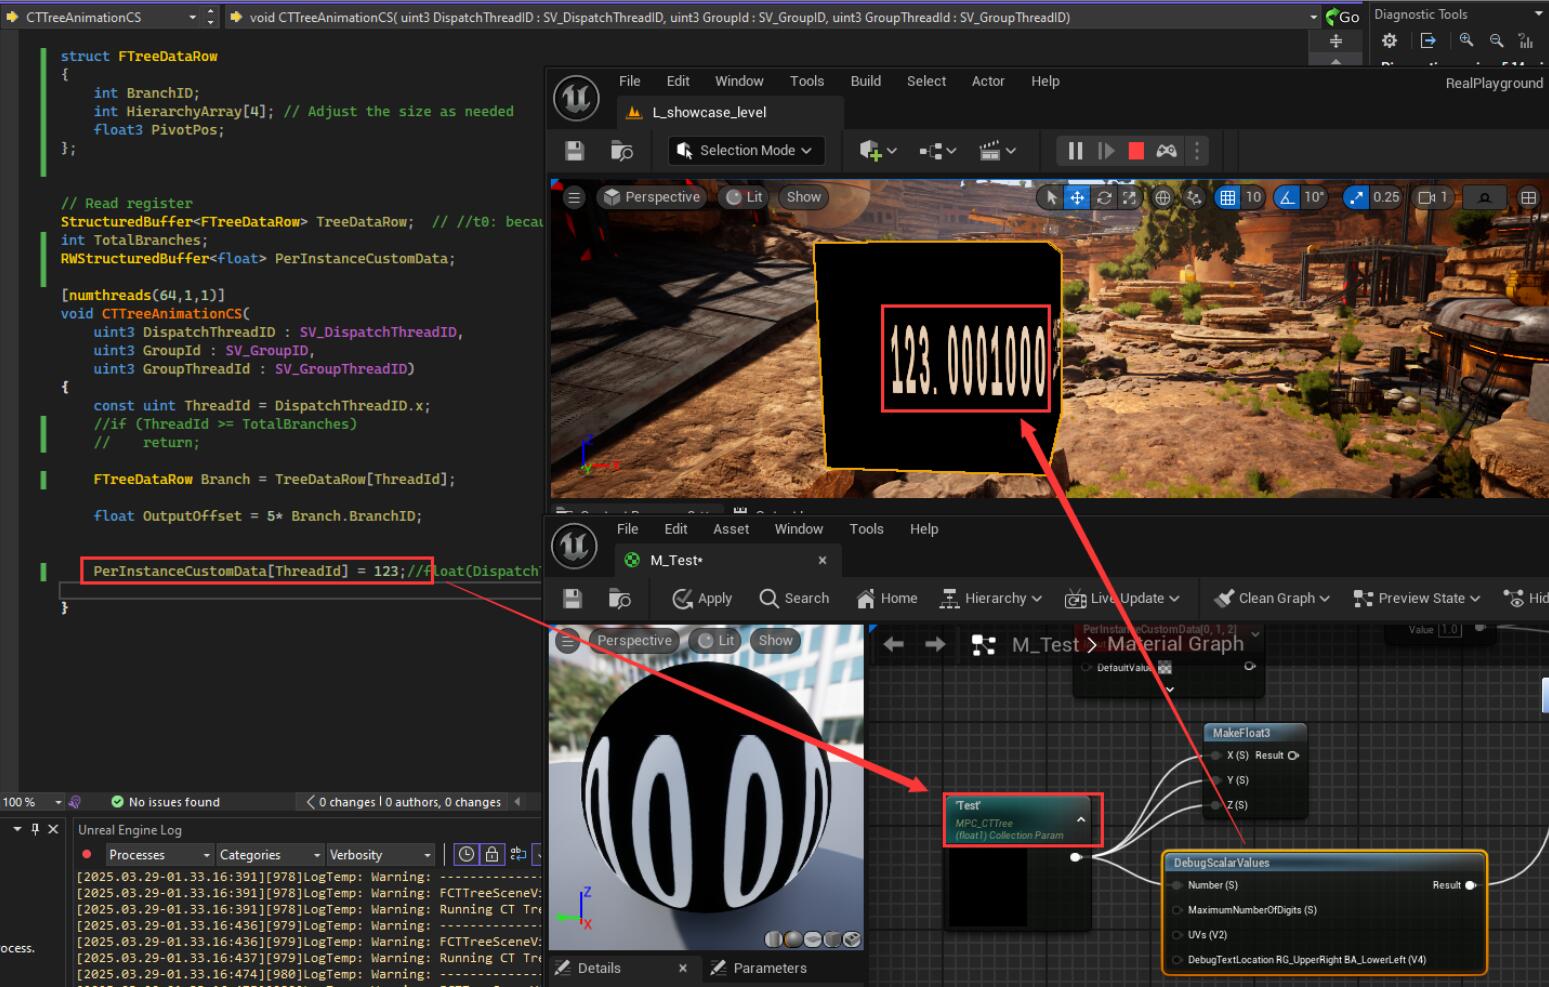 CTTreeAnimationCS
void CTTreeAnimationCS( uint3 DispatchThreadID : SV_DispatchThreadID, uint3 GroupId : SV_GroupID, uint3 GroupThreadId : SV_GroupThreadID)
Go
Diagnostic Tools
struct FTreeDataRow
{
int BranchID;
int HierarchyArray[4]; // Adjust the size as needed
float3 PivotPos;
};
// Read register
StructuredBuffer<FTreeDataRow> TreeDataRow; // //t0: becau
int TotalBranches;
RWStructuredBuffer<float> PerInstanceCustomData;
[numthreads(64,1,1)]
void CTTreeAnimationCS(
uint3 DispatchThreadID : SV_DispatchThreadID,
uint3 GroupId : SV_GroupID,
uint3 GroupThreadId : SV_GroupThreadID)
{
const uint ThreadId = DispatchThreadID.x;
//if (ThreadId >= TotalBranches)
//    return;
FTreeDataRow Branch = TreeDataRow[ThreadId];
float OutputOffset = 5* Branch.BranchID;
PerInstanceCustomData[ThreadId] = 123;//float(Dispatch
}
100 %
No issues found
0 changes | 0 authors, 0 changes
Unreal Engine Log
Processes
Categories
Verbosity
[2025.03.29-01.33.16:391][978]LogTemp: Warning: ------------
[2025.03.29-01.33.16:391][978]LogTemp: Warning: FCTTreeSceneVi
[2025.03.29-01.33.16:391][978]LogTemp: Warning: Running CT Tre
[2025.03.29-01.33.16:436][979]LogTemp: Warning: ------------
[2025.03.29-01.33.16:436][979]LogTemp: Warning: FCTTreeSceneVi
[2025.03.29-01.33.16:437][979]LogTemp: Warning: Running CT Tre
[2025.03.29-01.33.16:474][980]LogTemp: Warning: ------------
ocess.
File Edit Window Tools Build Select Actor Help
RealPlayground
L_showcase_level
Selection Mode
Perspective
Lit
Show
10
10°
0.25
1
123. 0001000
Z
Y
X
File Edit Asset Window Tools Help
M_Test*
Apply
Search
Home
Hierarchy
Live Update
Clean Graph
Preview State
Hid
Perspective
Lit
Show
Z
X
Details
Parameters
M_Test > Material Graph
PerInstanceCustomData[0, 1, 2]
DefaultValue
Value 1.0
MakeFloat3
X (S) Result
Y (S)
Z (S)
'Test'
MPC_CTTree
(float1) Collection Param
DebugScalarValues
Number (S) Result
MaximumNumberOfDigits (S)
UVs (V2)
DebugTextLocation RG_UpperRight BA_LowerLeft (V4)